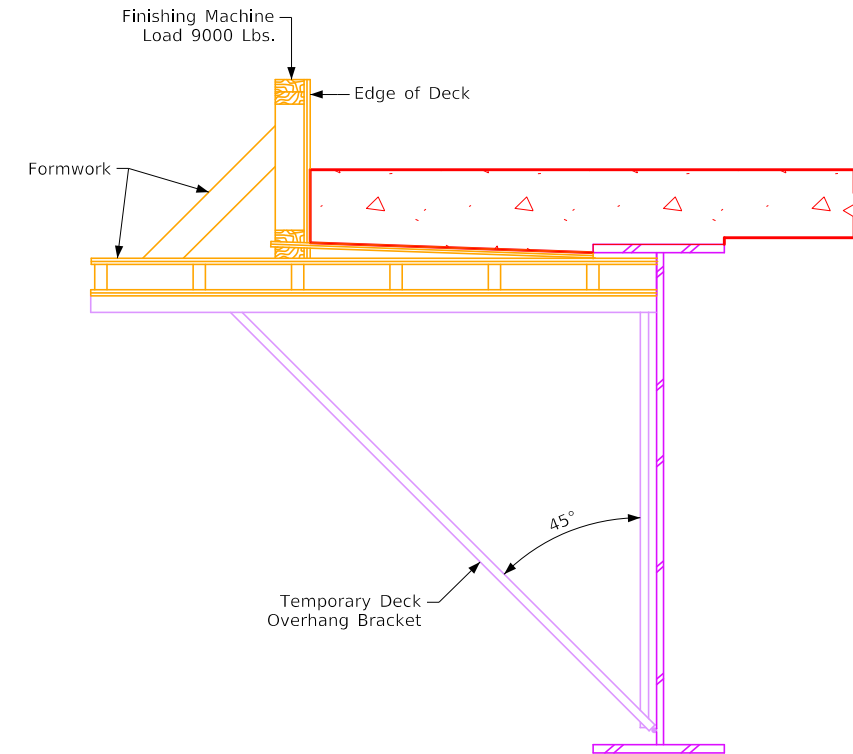 Finishing Machine
Load 9000 Lbs.
Edge of Deck
Formwork
45°
Temporary Deck
Overhang Bracket